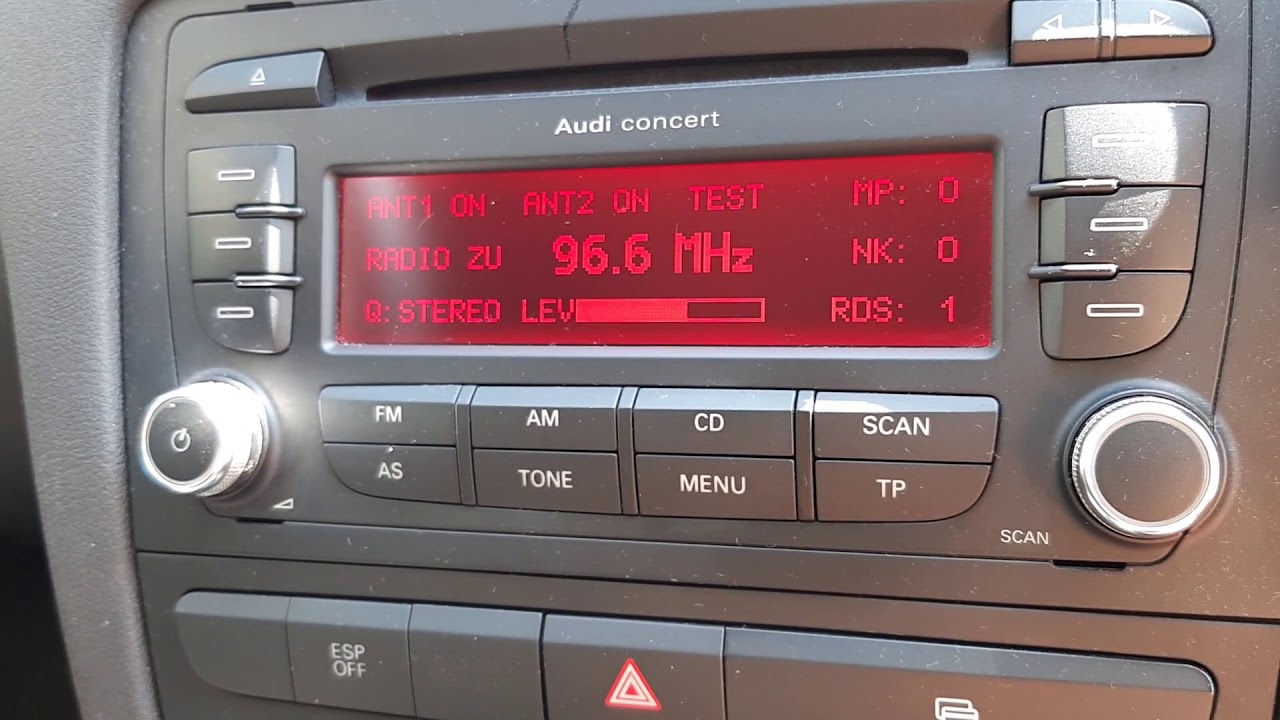 Audi concert
ANT1 ON ANT2 ON TEST MP: 0
RADIO ZU 96.6 MHz NK: 0
Q: STEREO LEV RDS: 1
FM AM CD SCAN
AS TONE MENU TP
SCAN
ESP
OFF